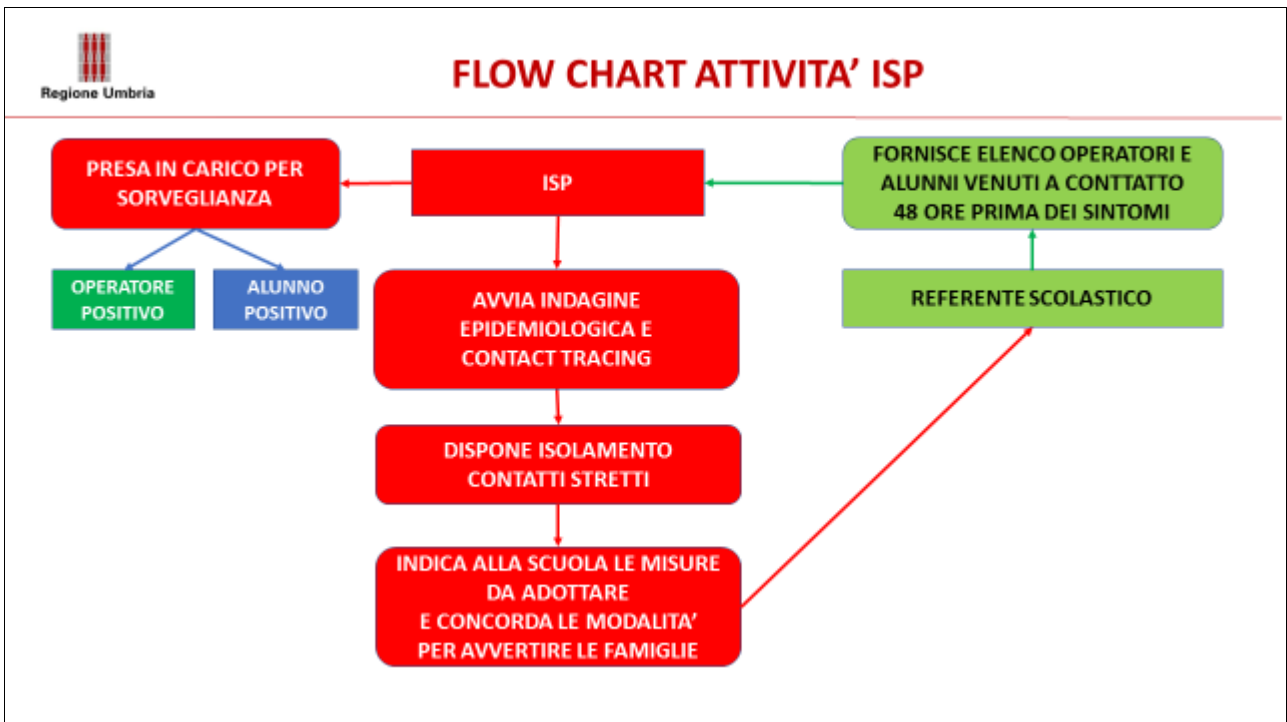 Regione Umbria
FLOW CHART ATTIVITA’ ISP
PRESA IN CARICO PER
SORVEGLIANZA
ISP
FORNISCE ELENCO OPERATORI E
ALUNNI VENUTI A CONTTATTO
48 ORE PRIMA DEI SINTOMI
OPERATORE
POSITIVO
ALUNNO
POSITIVO
AVVIA INDAGINE
EPIDEMIOLOGICA E
CONTACT TRACING
REFERENTE SCOLASTICO
DISPONE ISOLAMENTO
CONTATTI STRETTI
INDICA ALLA SCUOLA LE MISURE
DA ADOTTARE
E CONCORDA LE MODALITA’
PER AVVERTIRE LE FAMIGLIE